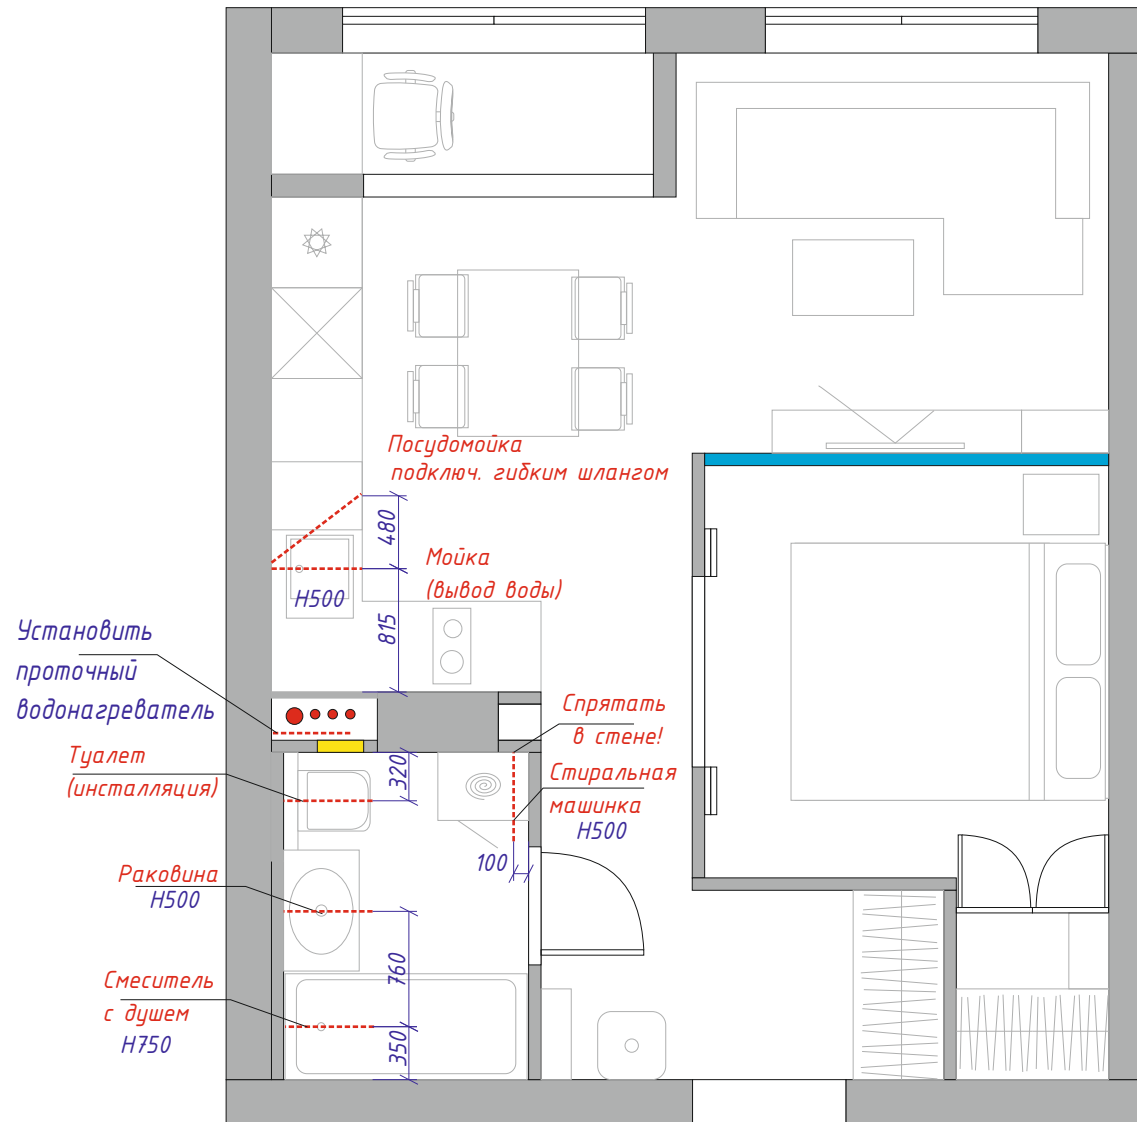 Посудомойка
подключ. гибким шлангом
480
Мойка
(вывод воды)
H500
815
Установить
проточный
водонагреватель
Спрятать
в стене!
Туалет
(инсталляция)
320
Стиральная
машинка
H500
100
Раковина
H500
760
Смеситель
с душем
H750
350